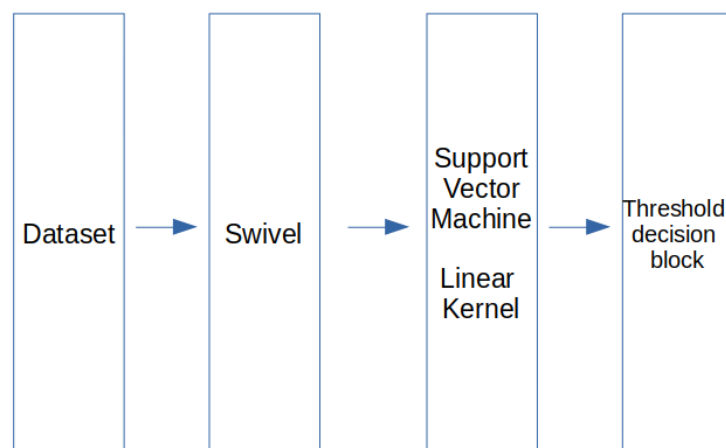 Dataset
Swivel
Support
Vector
Machine
Linear
Kernel
Threshold
decision
block